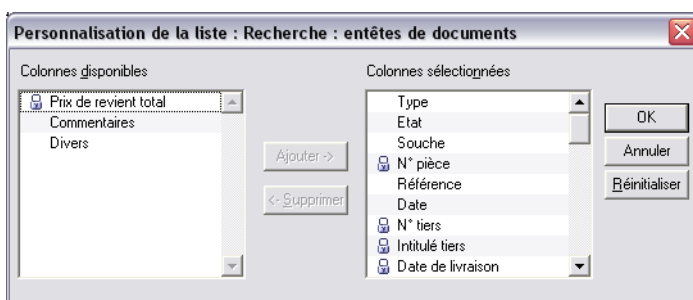 Personnalisation de la liste : Recherche : entêtes de documents
Colonnes disponibles
Prix de revient total
Commentaires
Divers
Ajouter ->
<- Supprimer
Colonnes sélectionnées
Type
Etat
Souche
N° pièce
Référence
Date
N° tiers
Intitulé tiers
Date de livraison
OK
Annuler
Réinitialiser